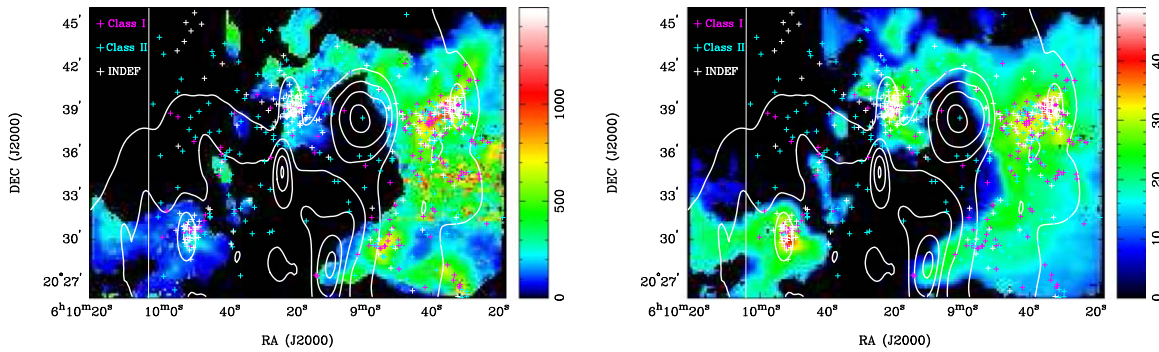 45′
42′
39′
36′
33′
30′
20°27′
DEC (J2000)
+ Class I
+ Class II
+ INDEF
6ʰ10ᵐ20ˢ 10ᵐ0ˢ 40ˢ 20ˢ 9ᵐ0ˢ 40ˢ 20ˢ
RA (J2000)
0 500 1000
45′
42′
39′
36′
33′
30′
20°27′
DEC (J2000)
+ Class I
+ Class II
+ INDEF
6ʰ10ᵐ20ˢ 10ᵐ0ˢ 40ˢ 20ˢ 9ᵐ0ˢ 40ˢ 20ˢ
RA (J2000)
0 10 20 30 40